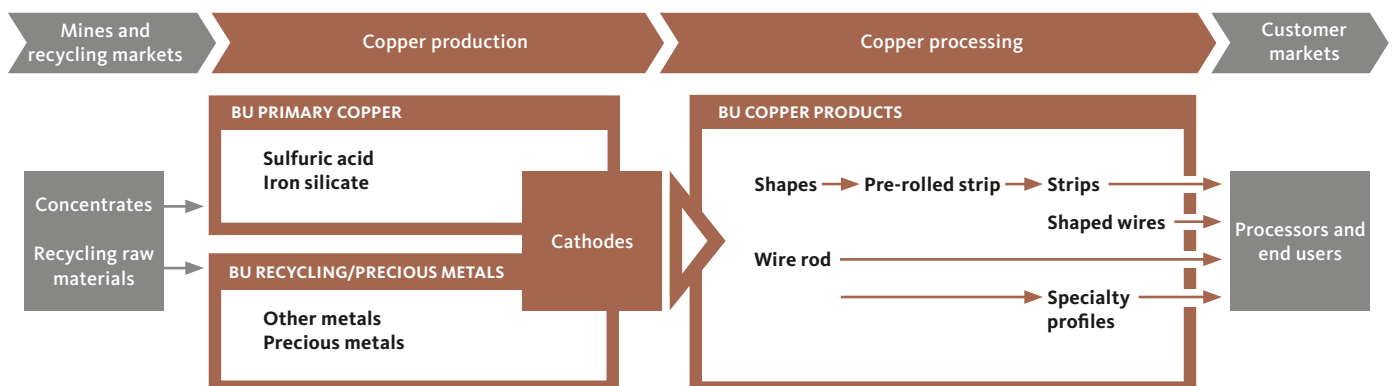 Mines and
recycling markets
Copper production
Copper processing
Customer
markets
BU PRIMARY COPPER
Sulfuric acid
Iron silicate
Concentrates
Recycling raw
materials
BU RECYCLING/PRECIOUS METALS
Other metals
Precious metals
Cathodes
BU COPPER PRODUCTS
Shapes
Pre-rolled strip
Strips
Shaped wires
Wire rod
Specialty
profiles
Processors and
end users